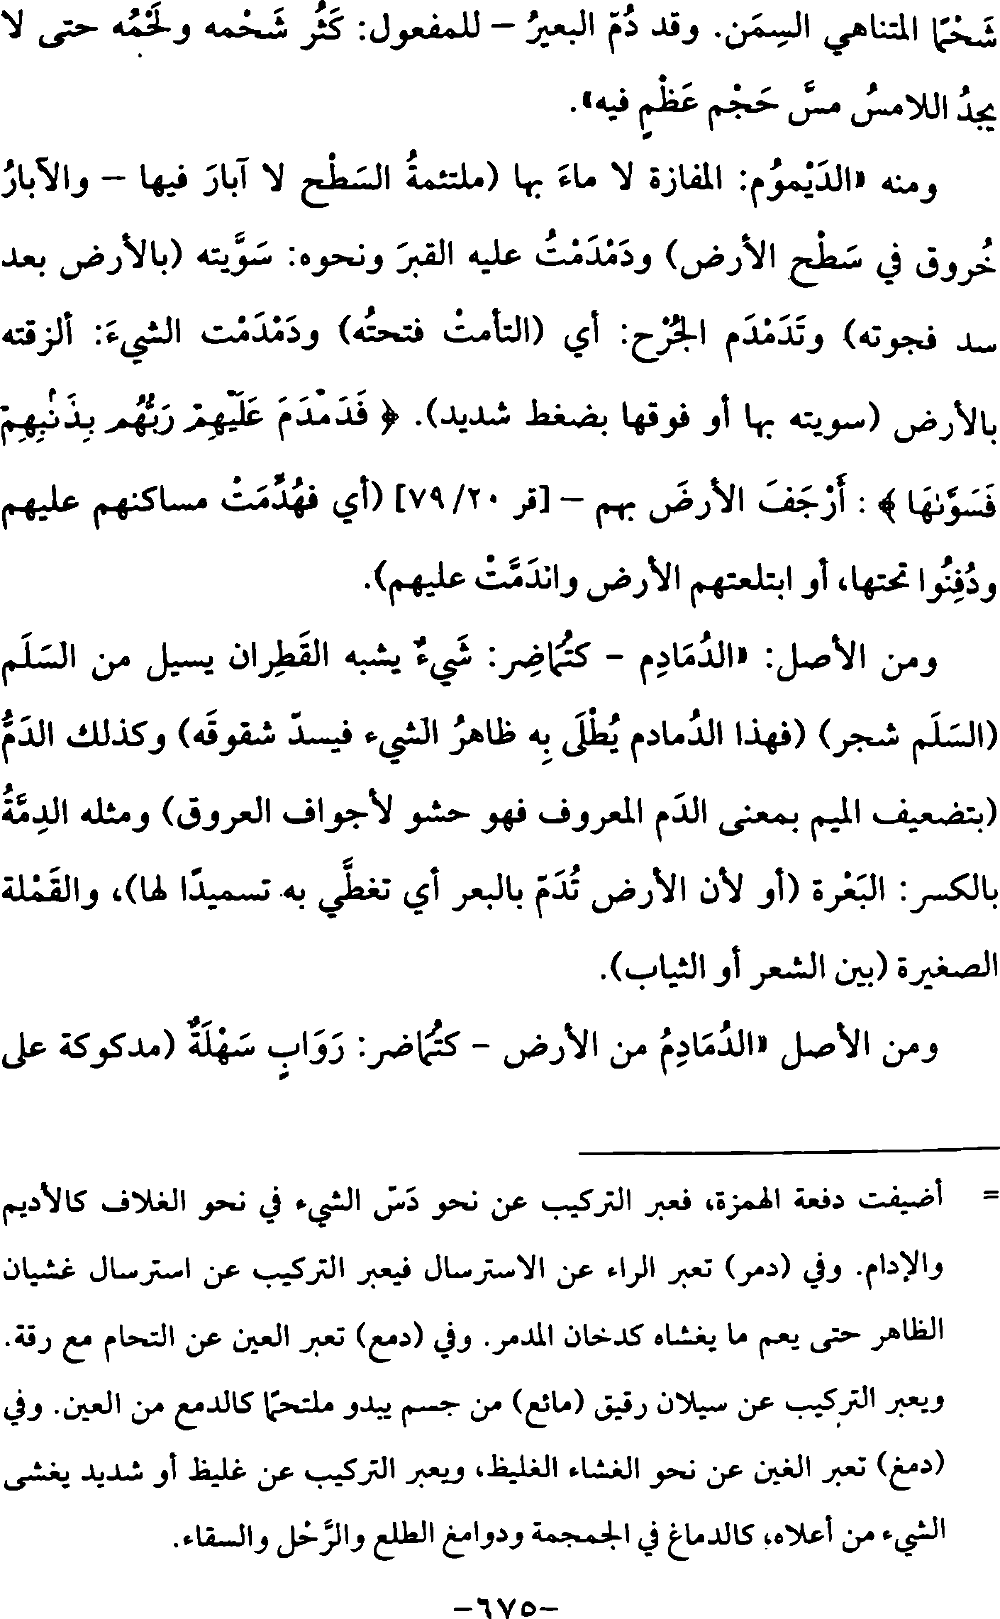 شَحْمًا المتناهي السِمَن. وقد دُمّ البعيرُ – للمفعول: كَثُر شَحْمه ولَحْمُه حتى لا
يجدُ اللامسُ مسَّ حَجْم عَظْمٍ فيه».
ومنه «الدَيْمُوم: المفازة لا ماءَ بها (ملتئمةُ السَطْح لا آبارَ فيها – والآبارُ
خُروق في سَطْح الأرض) ودَمْدَمْتُ عليه القبرَ ونحوه: سَوَّيته (بالأرض بعد
سد فجوته) وتَدَمْدَم الجُرْح: أي (التأمتْ فتحتُه) ودَمْدَمْت الشيءَ: ألزقته
بالأرض (سويته بها أو فوقها بضغط شديد). ﴿ فَدَمْدَمَ عَلَيْهِمْ رَبُّهُم بِذَنۢبِهِمْ
فَسَوَّىٰهَا ﴾ : أَرْجَفَ الأرضَ بهم – [قر ٧٩/٢٠] (أي فهُدِّمَتْ مساكنهم عليهم
ودُفِنُوا تحتها، أو ابتلعتهم الأرض واندَمَّتْ عليهم).
ومن الأصل: «الدُمَادِم – كتُمَاضِر: شَيءٌ يشبه القَطِران يسيل من السَلَم
(السَلَم شجر) (فهذا الدُمادم يُطْلَى بِه ظاهرُ الشيء فيسدّ شقوقَه) وكذلك الدَمُّ
(بتضعيف الميم بمعنى الدَم المعروف فهو حشو لأجواف العروق) ومثله الدِمَّةُ
بالكسر: البَعْرة (أو لأن الأرض تُدَمّ بالبعر أي تغطَّي به تسميدًا لها)، والقَمْلة
الصغيرة (بين الشعر أو الثياب).
ومن الأصل «الدُمَادِمُ من الأرض – كتُمَاضر: رَوَابٍ سَهْلَةٌ (مدكوكة على
= أضيفت دفعة الهمزة، فعبر التركيب عن نحو دَسّ الشيء في نحو الغلاف كالأديم
والإدام. وفي (دمر) تعبر الراء عن الاسترسال فيعبر التركيب عن استرسال غشيان
الظاهر حتى يعم ما يغشاه كدخان المدمر. وفي (دمع) تعبر العين عن التحام مع رقة.
ويعبر التركيب عن سيلان رقيق (مائع) من جسم يبدو ملتحمًا كالدمع من العين. وفي
(دمغ) تعبر الغين عن نحو الغشاء الغليظ، ويعبر التركيب عن غليظ أو شديد يغشى
الشيء من أعلاه، كالدماغ في الجمجمة ودوامغ الطلع والرَّحْل والسقاء.
–٦٧٥–